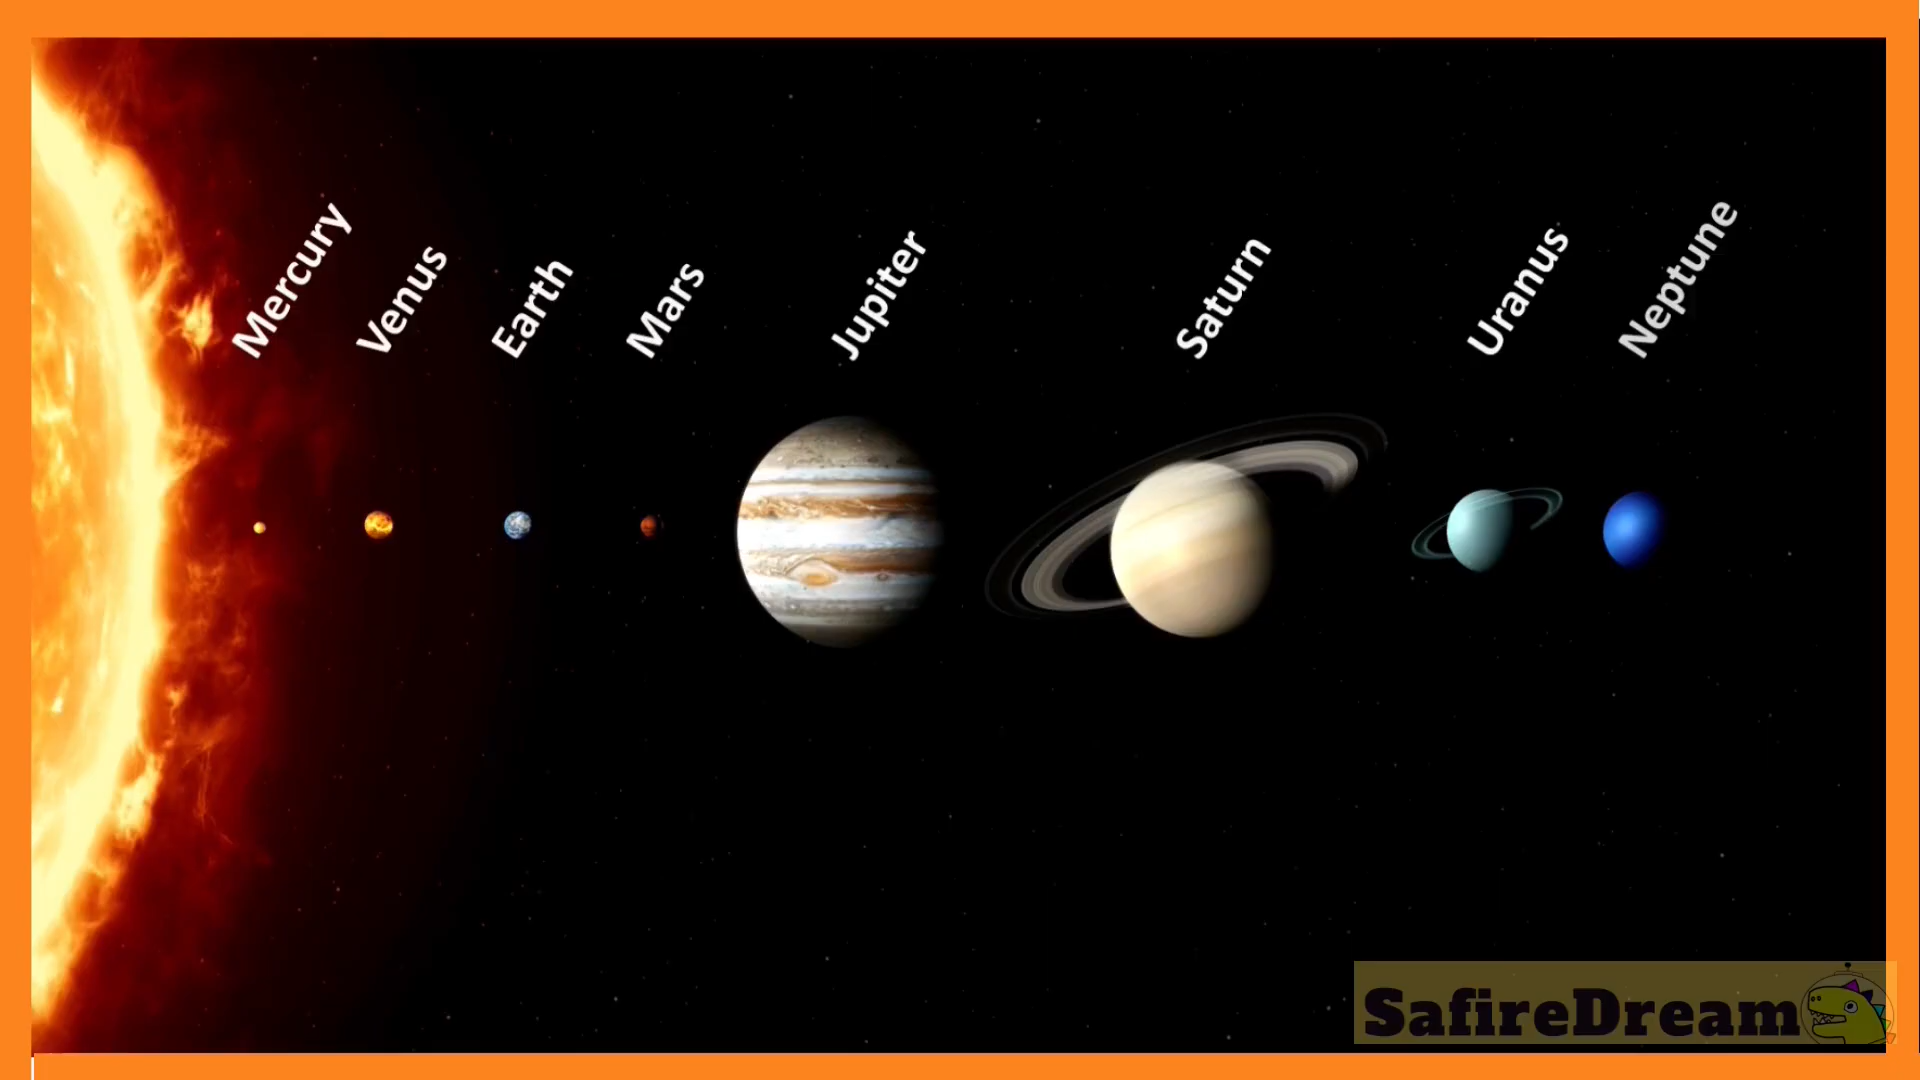 Mercury
Venus
Earth
Mars
Jupiter
Saturn
Uranus
Neptune
SafireDream